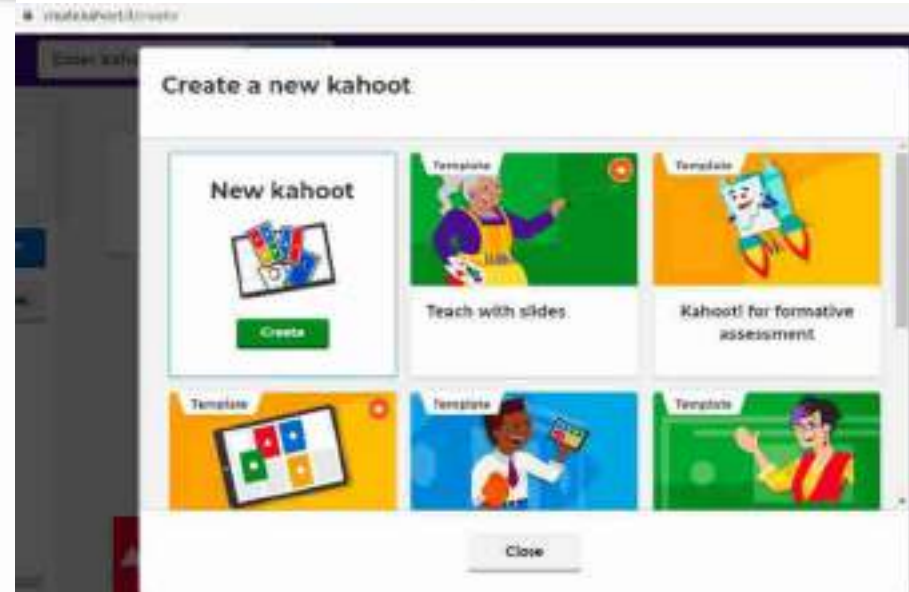 Create a new kahoot
New kahoot
Create
Template
Teach with slides
Template
Kahoot! for formative
assessment
Template
Template
Template
Close